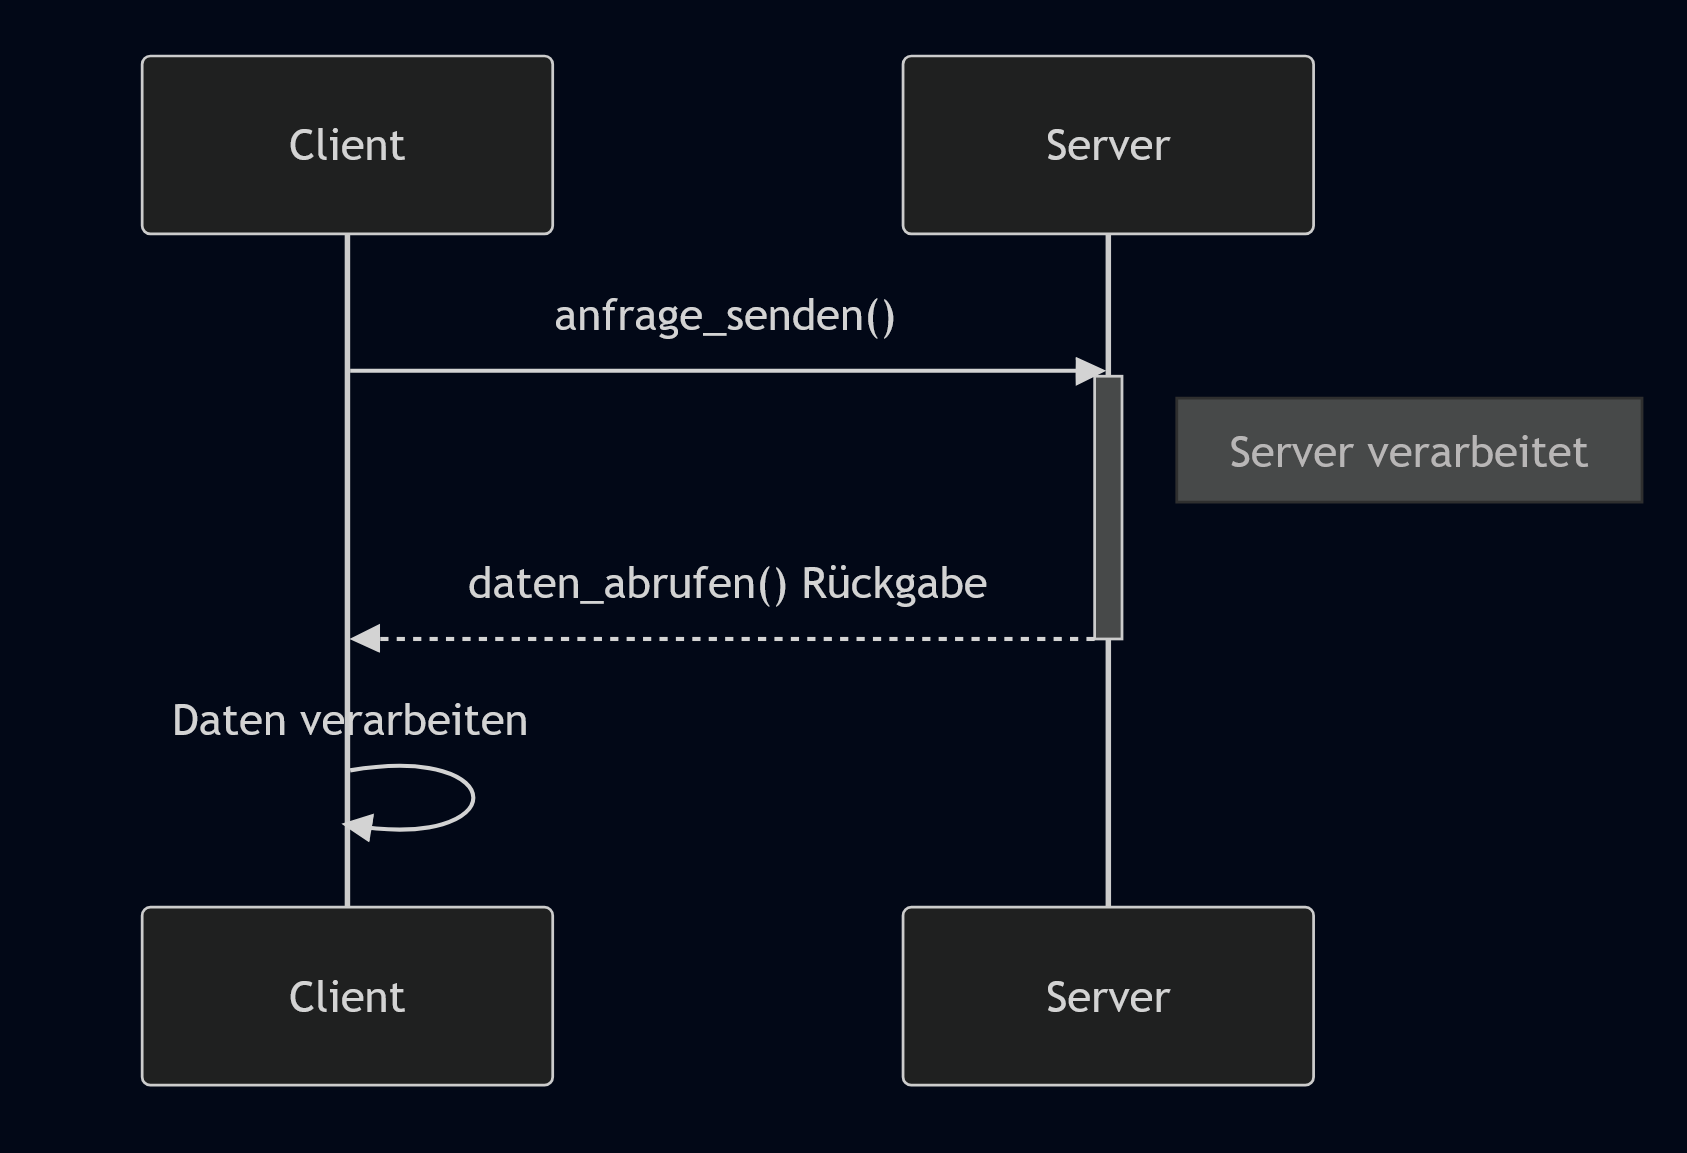 Client
Server
anfrage_senden()
Server verarbeitet
daten_abrufen() Rückgabe
Daten verarbeiten
Client
Server